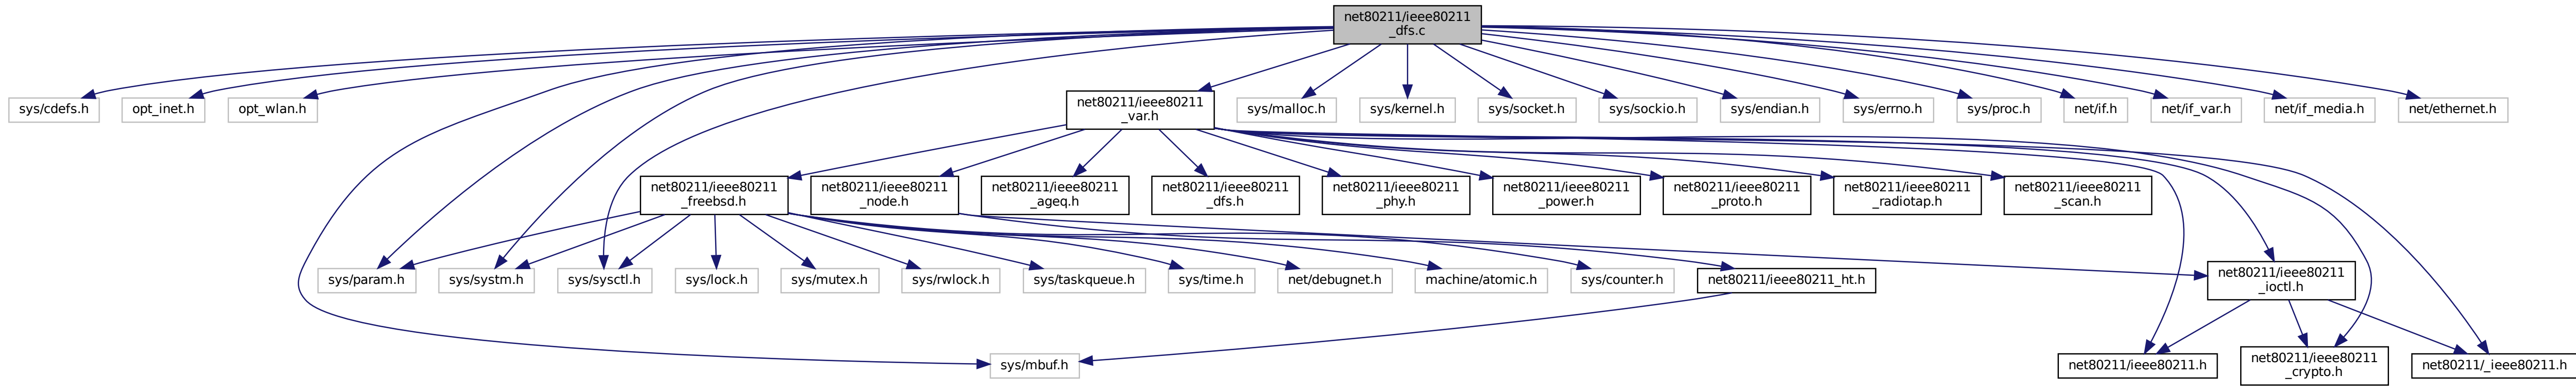 net80211/ieee80211
_dfs.c
sys/cdefs.h
opt_inet.h
opt_wlan.h
net80211/ieee80211
_var.h
sys/malloc.h
sys/kernel.h
sys/socket.h
sys/sockio.h
sys/endian.h
sys/errno.h
sys/proc.h
net/if.h
net/if_var.h
net/if_media.h
net/ethernet.h
net80211/ieee80211
_freebsd.h
net80211/ieee80211
_node.h
net80211/ieee80211
_ageq.h
net80211/ieee80211
_dfs.h
net80211/ieee80211
_phy.h
net80211/ieee80211
_power.h
net80211/ieee80211
_proto.h
net80211/ieee80211
_radiotap.h
net80211/ieee80211
_scan.h
sys/param.h
sys/systm.h
sys/sysctl.h
sys/lock.h
sys/mutex.h
sys/rwlock.h
sys/taskqueue.h
sys/time.h
net/debugnet.h
machine/atomic.h
sys/counter.h
net80211/ieee80211_ht.h
net80211/ieee80211
_ioctl.h
sys/mbuf.h
net80211/ieee80211.h
net80211/ieee80211
_crypto.h
net80211/_ieee80211.h